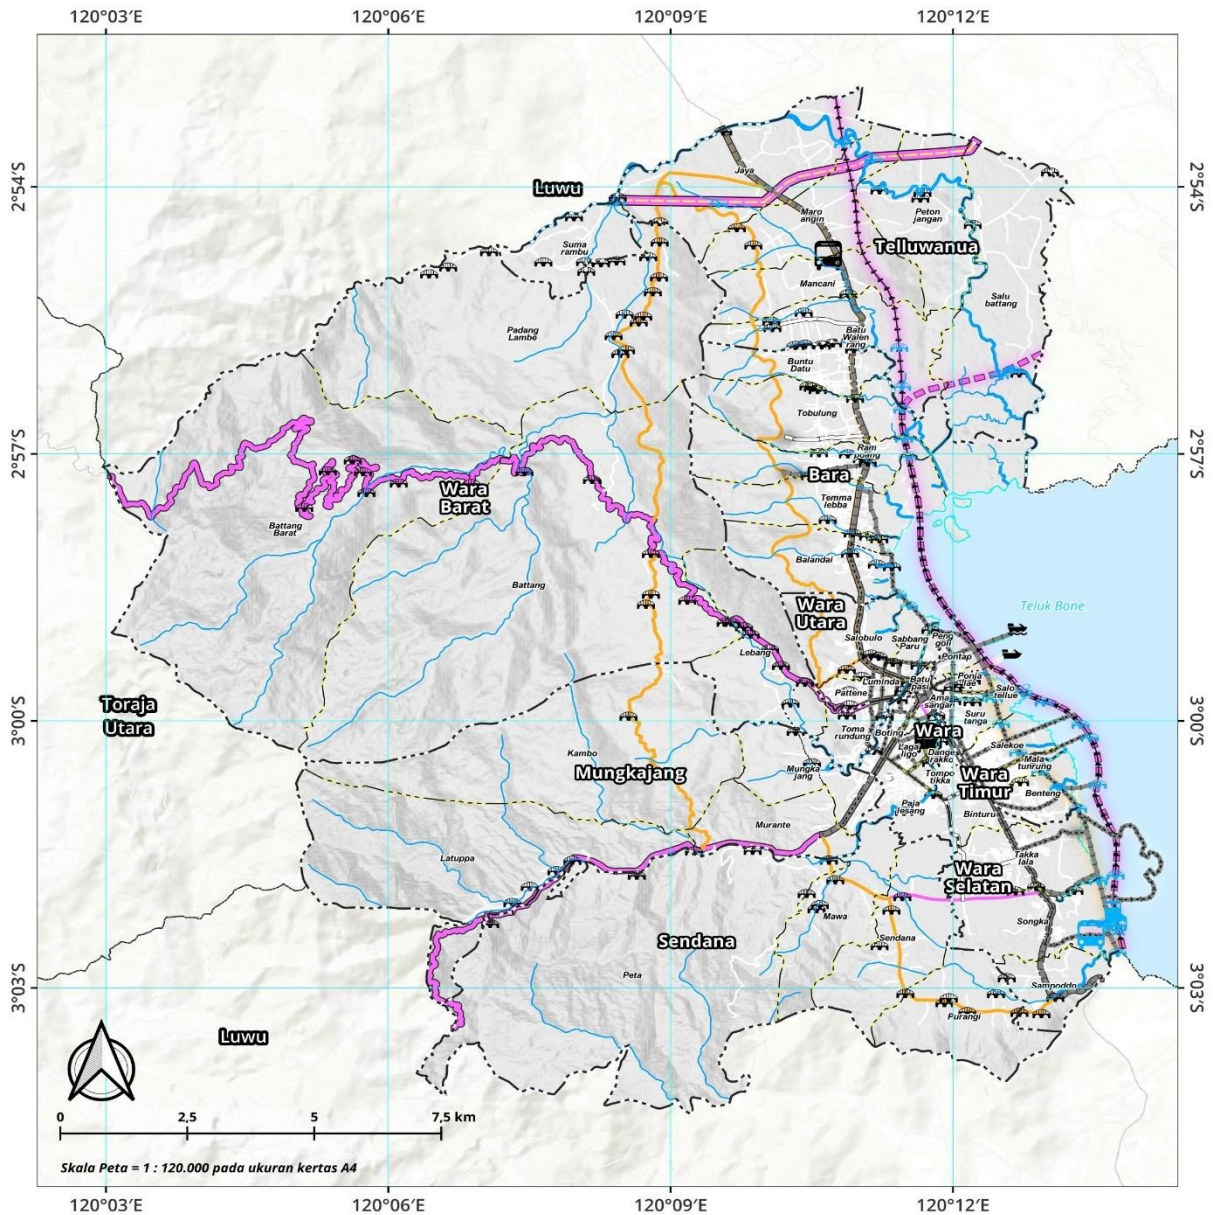 120°03'E
120°06'E
120°09'E
120°12'E
2°54'S
2°54'S
Luwu
Jaya
Maro
angin
Peton
jangan
Suma
rambu
Telluwanua
Mancani
Salu
battang
Padang
Lambe
Batu
Walen
rang
Buntu
Datu
Tobulung
2°57'S
2°57'S
Ram
poang
Bara
Wara
Barat
Temma
lebba
Battang
Barat
Balandai
Battang
Wara
Utara
Teluk Bone
Salobulo
Sabbang
Paru
Peng
goli
Pontap
Lebang
Luminda
Batu
pasi
Ponja
lae
Salo
tellue
Pattene
Ama
sangan
Toraja
Utara
3°00'S
3°00'S
Suru
tanga
Toma
rundung
Boting
Wara
Laga
ligo
Dange
rakko
Salekoe
Mala
tunrung
Kambo
Mungkajang
Mungka
jang
Tompo
tikka
Wara
Timur
Benteng
Paja
lesang
Binturu
Murante
Latuppa
Takka
lala
Wara
Selatan
Mawa
Songka
Sendana
Sendana
Peta
3°03'S
3°03'S
Sampoddo
Purangi
Luwu
0
2,5
5
7,5 km
Skala Peta = 1 : 120.000 pada ukuran kertas A4
120°03'E
120°06'E
120°09'E
120°12'E